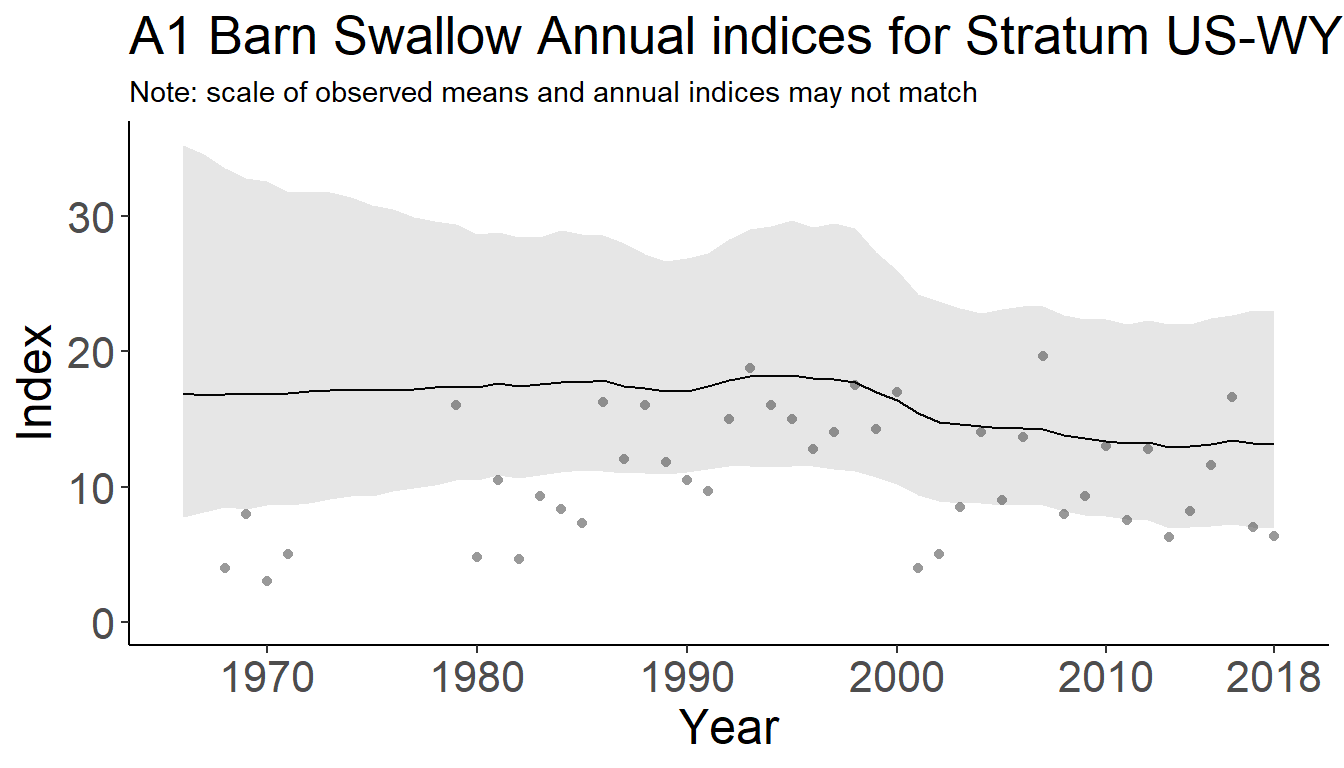 A1 Barn Swallow Annual indices for Stratum US-WY
Note: scale of observed means and annual indices may not match
Index
30
20
10
0
1970 1980 1990 2000 2010 2018
Year